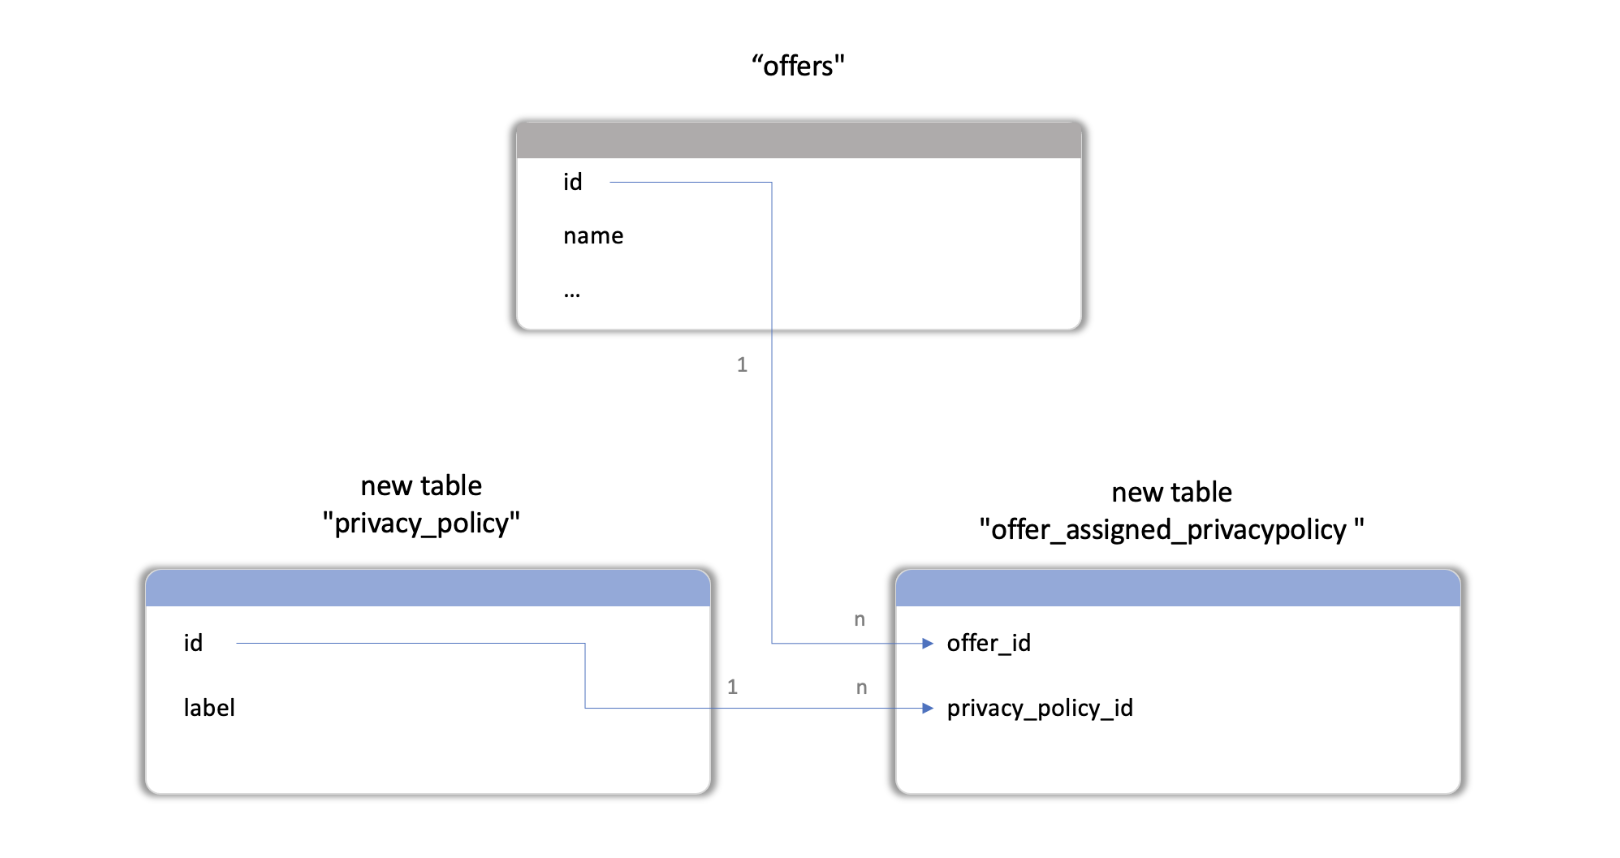 “offers"
id
name
...
1
new table
"privacy_policy"
id
label
1
new table
"offer_assigned_privacypolicy "
n
offer_id
n
privacy_policy_id